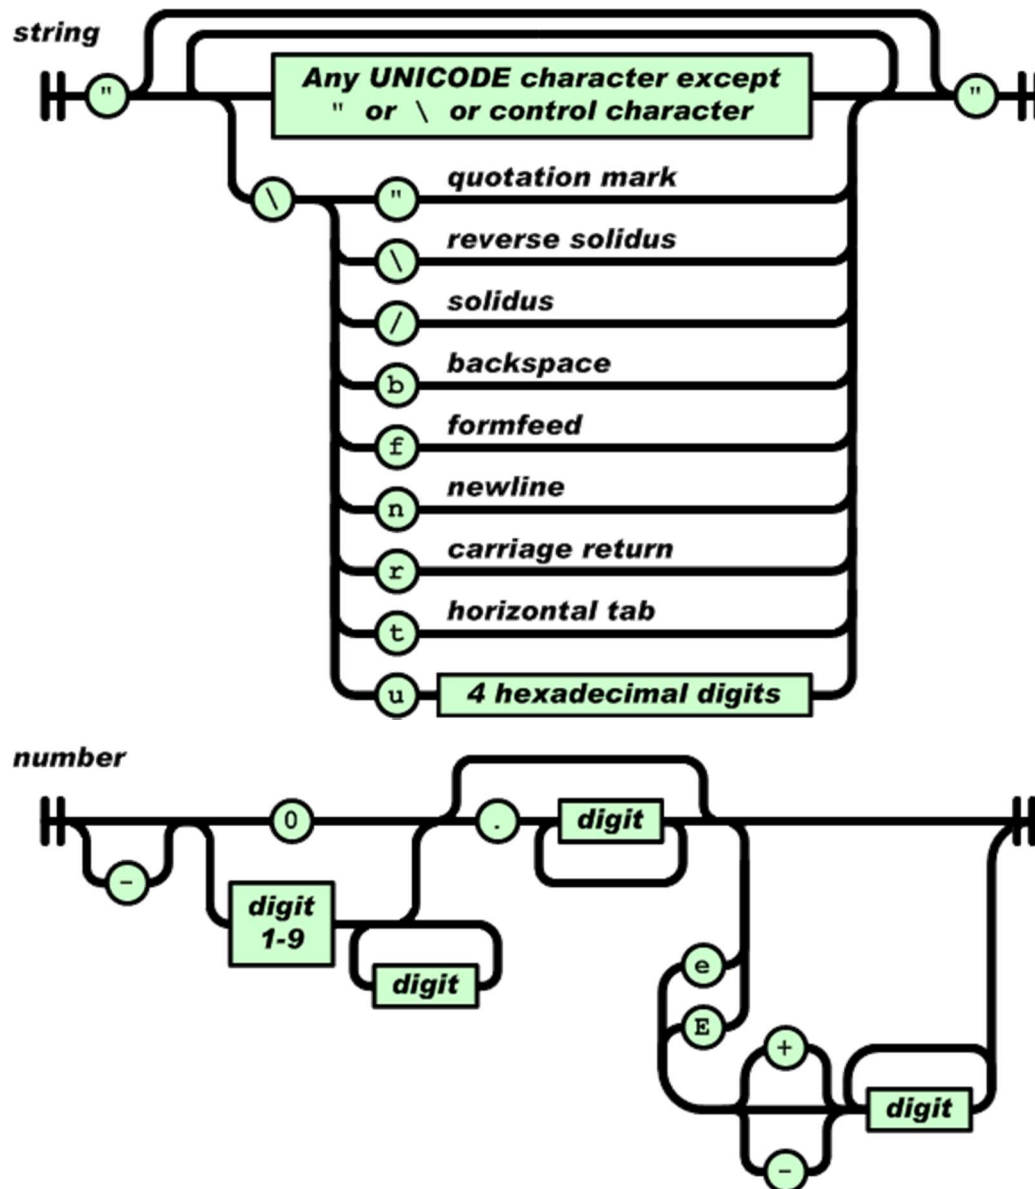 string
"
Any UNICODE character except
" or \ or control character
"
\
" quotation mark
\ reverse solidus
/ solidus
b backspace
f formfeed
n newline
r carriage return
t horizontal tab
u 4 hexadecimal digits
number
0
. digit
-
digit
1-9
digit
e
E
+
digit
-